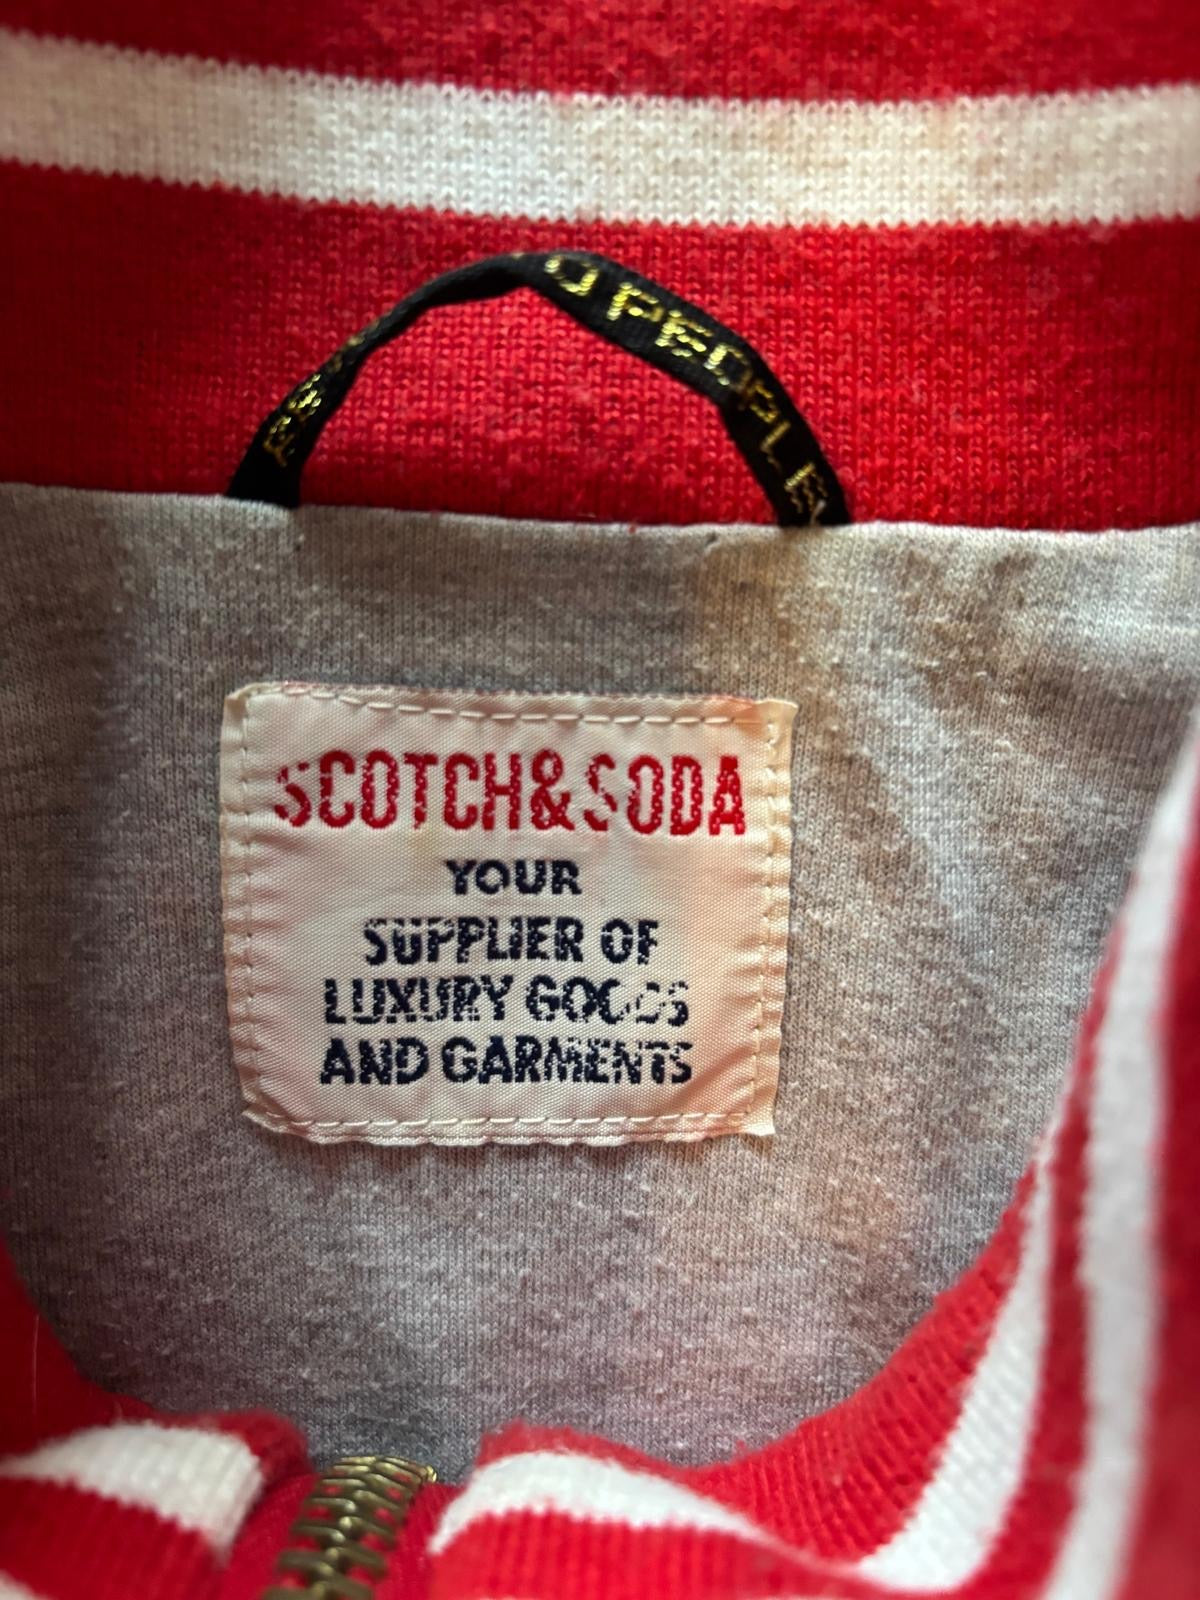 PEOPLE
SCOTCH&SODA
YOUR
SUPPLIER OF
LUXURY GOODS
AND GARMENTS